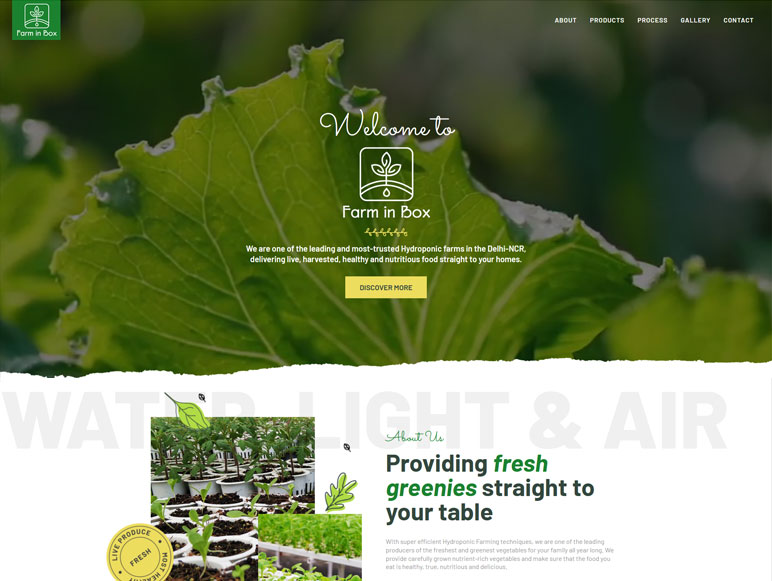 Farm in Box
ABOUT PRODUCTS PROCESS GALLERY CONTACT
Welcome to
Farm in Box
We are one of the leading and most-trusted Hydroponic farms in the Delhi-NCR,
delivering live, harvested, healthy and nutritious food straight to your homes.
DISCOVER MORE
WATER, LIGHT & AIR
About Us
Providing fresh
greenies straight to
your table
With super efficient Hydroponic Farming techniques, we are one of the leading
producers of the freshest and greenest vegetables for your family all year long, We
provide carefully grown nutrient-rich vegetables and make sure that the food you
eat is healthy, true, nutritious and delicious.
LIVE PRODUCE
FRESH
MOST